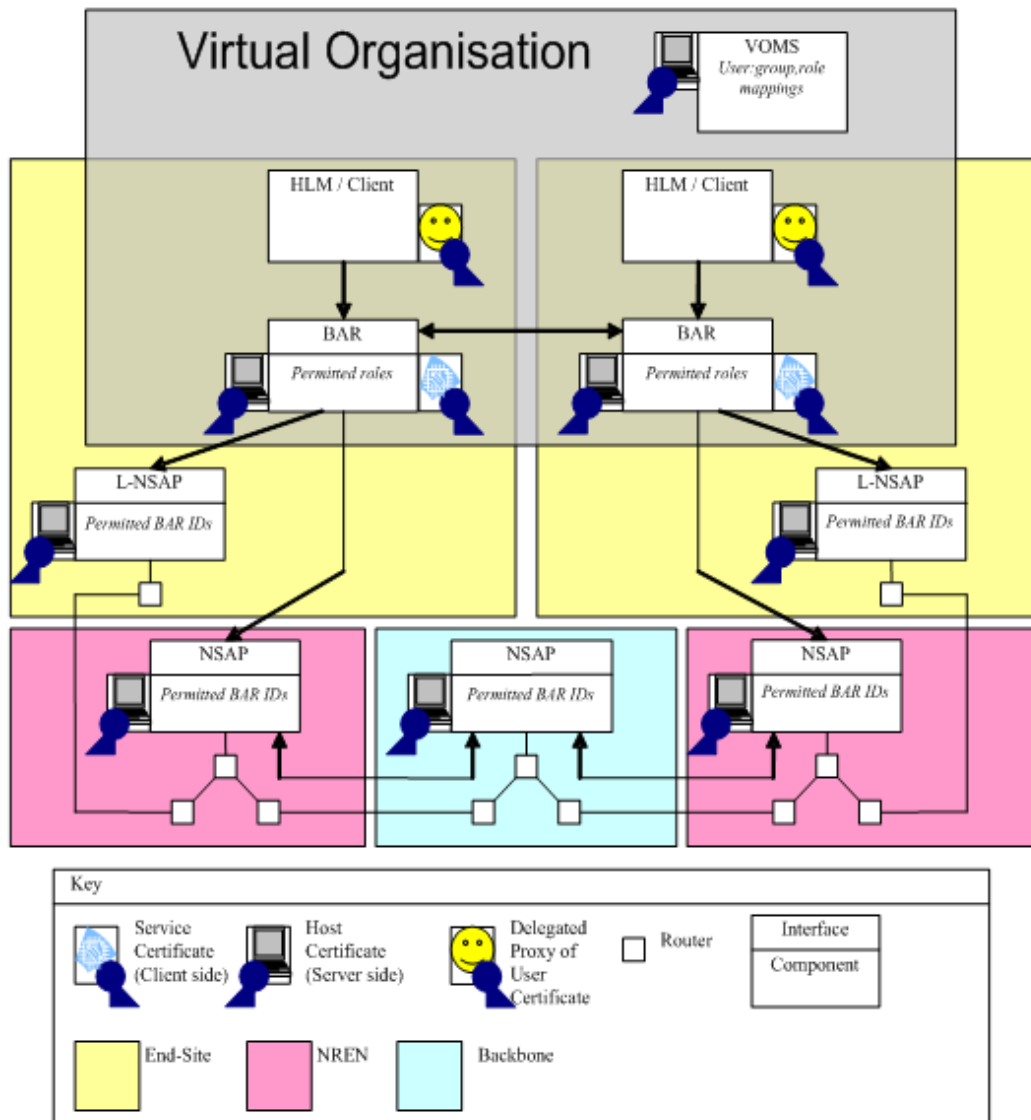 Virtual Organisation
VOMS
User:group,role
mappings
HLM / Client
HLM / Client
BAR
Permitted roles
BAR
Permitted roles
L-NSAP
Permitted BAR IDs
L-NSAP
Permitted BAR IDs
NSAP
Permitted BAR IDs
NSAP
Permitted BAR IDs
NSAP
Permitted BAR IDs
Key
Service
Certificate
(Client side)
Host
Certificate
(Server side)
Delegated
Proxy of
User
Certificate
Router
Interface
Component
End-Site
NREN
Backbone